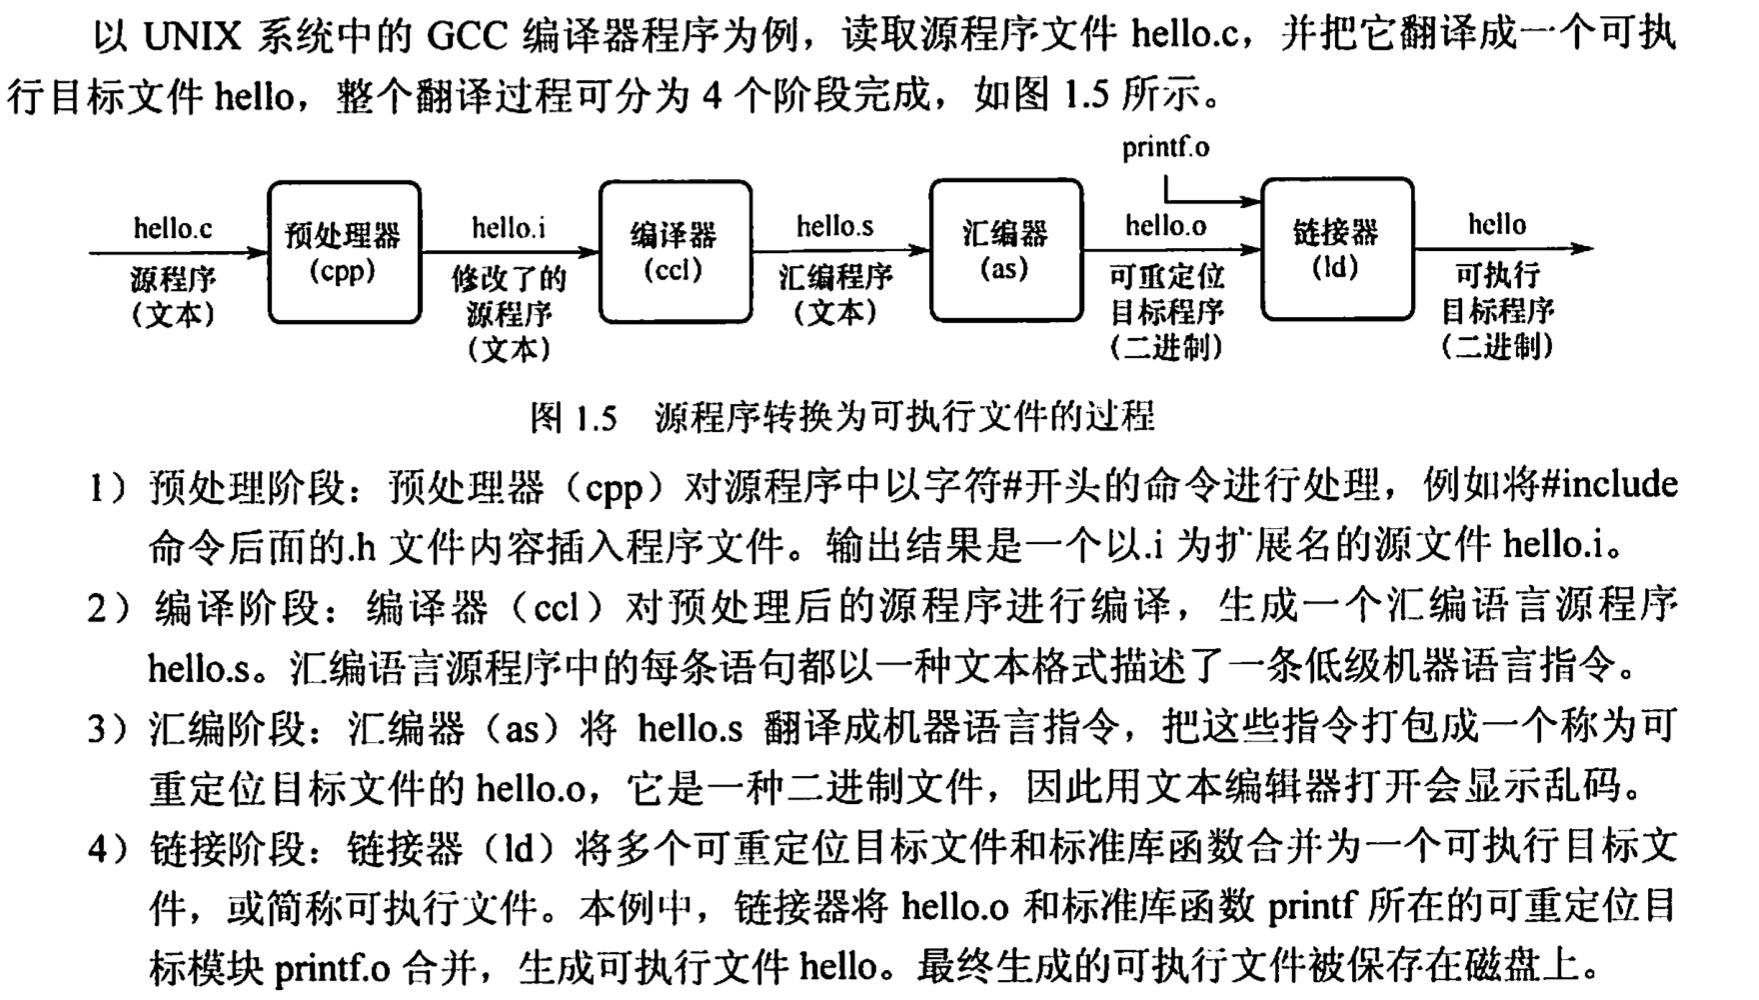 以 UNIX 系统中的 GCC 编译器程序为例，读取源程序文件 hello.c，并把它翻译成一个可执
行目标文件 hello，整个翻译过程可分为 4 个阶段完成，如图 1.5 所示。
printf.o
hello.c
源程序
（文本）
预处理器
(cpp)
hello.i
修改了的
源程序
（文本）
编译器
(ccl)
hello.s
汇编程序
（文本）
汇编器
(as)
hello.o
可重定位
目标程序
（二进制）
链接器
(ld)
hello
可执行
目标程序
（二进制）
图 1.5 源程序转换为可执行文件的过程
1）预处理阶段：预处理器（cpp）对源程序中以字符#开头的命令进行处理，例如将#include
命令后面的.h 文件内容插入程序文件。输出结果是一个以.i 为扩展名的源文件 hello.i。
2）编译阶段：编译器（ccl）对预处理后的源程序进行编译，生成一个汇编语言源程序
hello.s。汇编语言源程序中的每条语句都以一种文本格式描述了一条低级机器语言指令。
3）汇编阶段：汇编器（as）将 hello.s 翻译成机器语言指令，把这些指令打包成一个称为可
重定位目标文件的 hello.o，它是一种二进制文件，因此用文本编辑器打开会显示乱码。
4）链接阶段：链接器（ld）将多个可重定位目标文件和标准库函数合并为一个可执行目标文
件，或简称可执行文件。本例中，链接器将 hello.o 和标准库函数 printf 所在的可重定位目
标模块 printf.o 合并，生成可执行文件 hello。最终生成的可执行文件被保存在磁盘上。